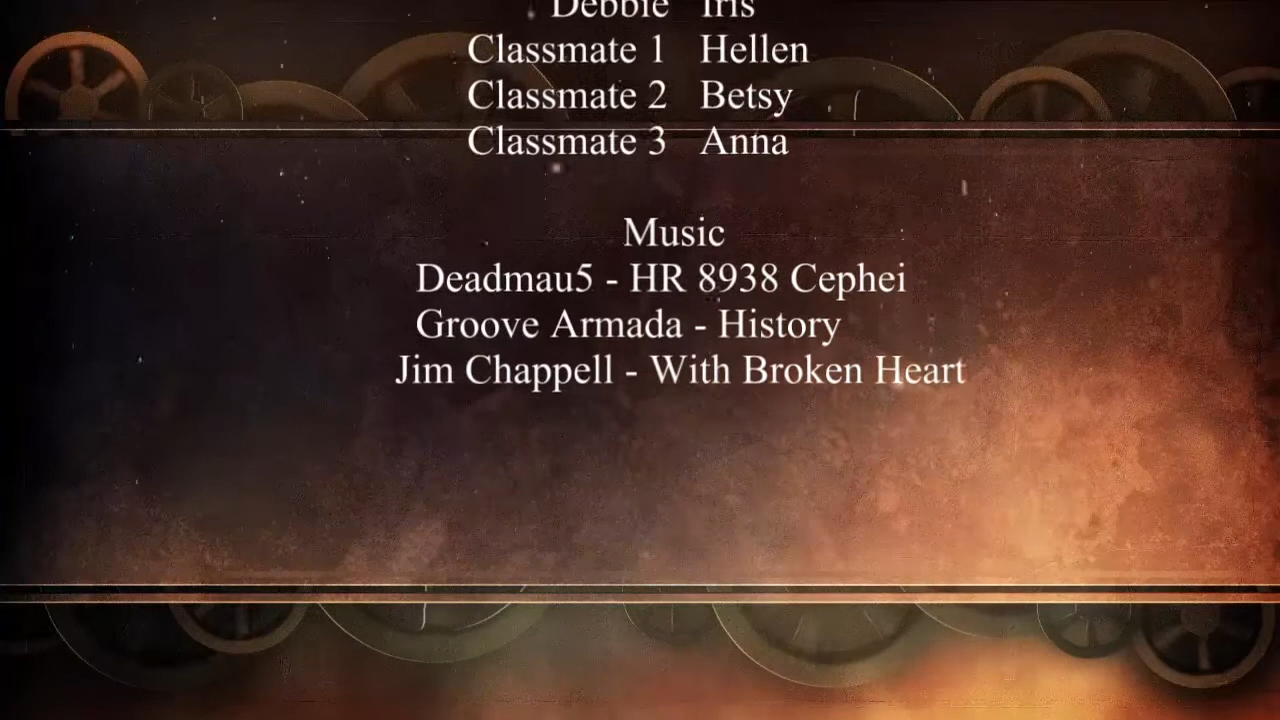 Debbie Iris
Classmate 1 Hellen
Classmate 2 Betsy
Classmate 3 Anna
Music
Deadmau5 - HR 8938 Cephei
Groove Armada - History
Jim Chappell - With Broken Heart